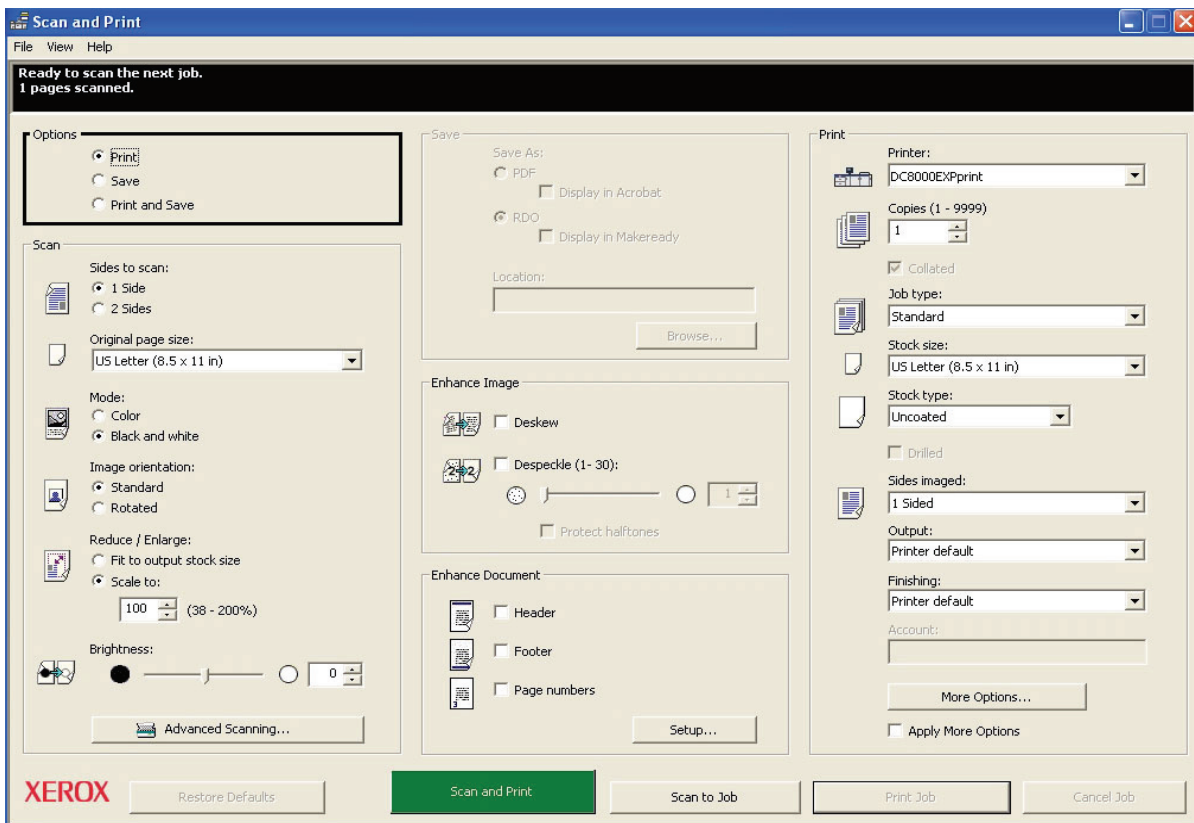 Scan and Print
File View Help
Ready to scan the next job.
1 pages scanned.
Options
Print
Save
Print and Save
Scan
Sides to scan:
1 Side
2 Sides
Original page size:
US Letter (8.5 x 11 in)
Mode:
Color
Black and white
Image orientation:
Standard
Rotated
Reduce / Enlarge:
Fit to output stock size
Scale to:
100 (38 - 200%)
Brightness:
0
Advanced Scanning...
Save
Save As:
PDF
Display in Acrobat
RDO
Display in Makeready
Location:
Browse...
Enhance Image
Deskew
Despeckle (1- 30):
1
Protect halftones
Enhance Document
Header
Footer
Page numbers
Setup...
Print
Printer:
DC8000EXPprint
Copies (1 - 9999)
1
Collated
Job type:
Standard
Stock size:
US Letter (8.5 x 11 in)
Stock type:
Uncoated
Drilled
Sides imaged:
1 Sided
Output:
Printer default
Finishing:
Printer default
Account:
More Options...
Apply More Options
XEROX
Restore Defaults
Scan and Print
Scan to Job
Print Job
Cancel Job